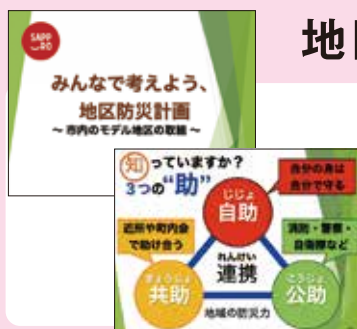 地
SAPP
RO
みんなで考えよう、
地区防災計画
～ 市内のモデル地区の取組 ～
知っていますか？
3つの“助”
自分の身は
自分で守る
じじょ
自助
近所や町内会
で助け合う
消防・警察・
自衛隊など
れんけい
連携
きょうじょ
共助
こうじょ
公助
地域の防災力